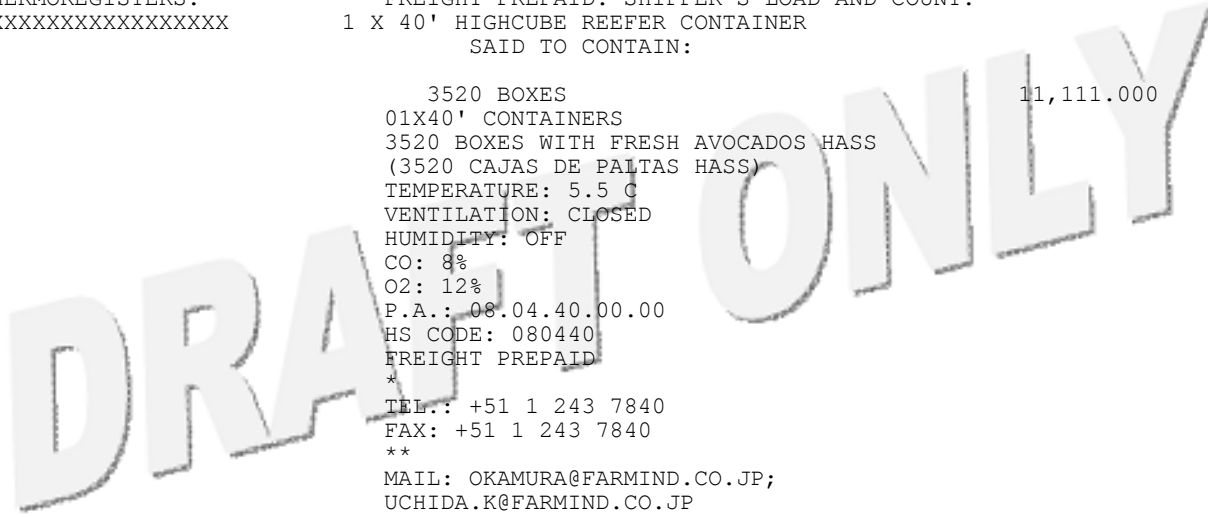 ERMOREGISTERS: FREIGHT PREPAID. SHIPPER'S LOAD AND COUNT.
XXXXXXXXXXXXXXXXX 1 X 40' HIGHCUBE REEFER CONTAINER
SAID TO CONTAIN:
3520 BOXES 11,111.000
01X40' CONTAINERS
3520 BOXES WITH FRESH AVOCADOS HASS
(3520 CAJAS DE PALTAS HASS)
TEMPERATURE: 5.5 C
VENTILATION: CLOSED
HUMIDITY: OFF
CO: 8%
O2: 12%
P.A.: 08.04.40.00.00
HS CODE: 080440
FREIGHT PREPAID
*
TEL.: +51 1 243 7840
FAX: +51 1 243 7840
**
MAIL: OKAMURA@FARMIND.CO.JP;
UCHIDA.K@FARMIND.CO.JP
DRAFT ONLY